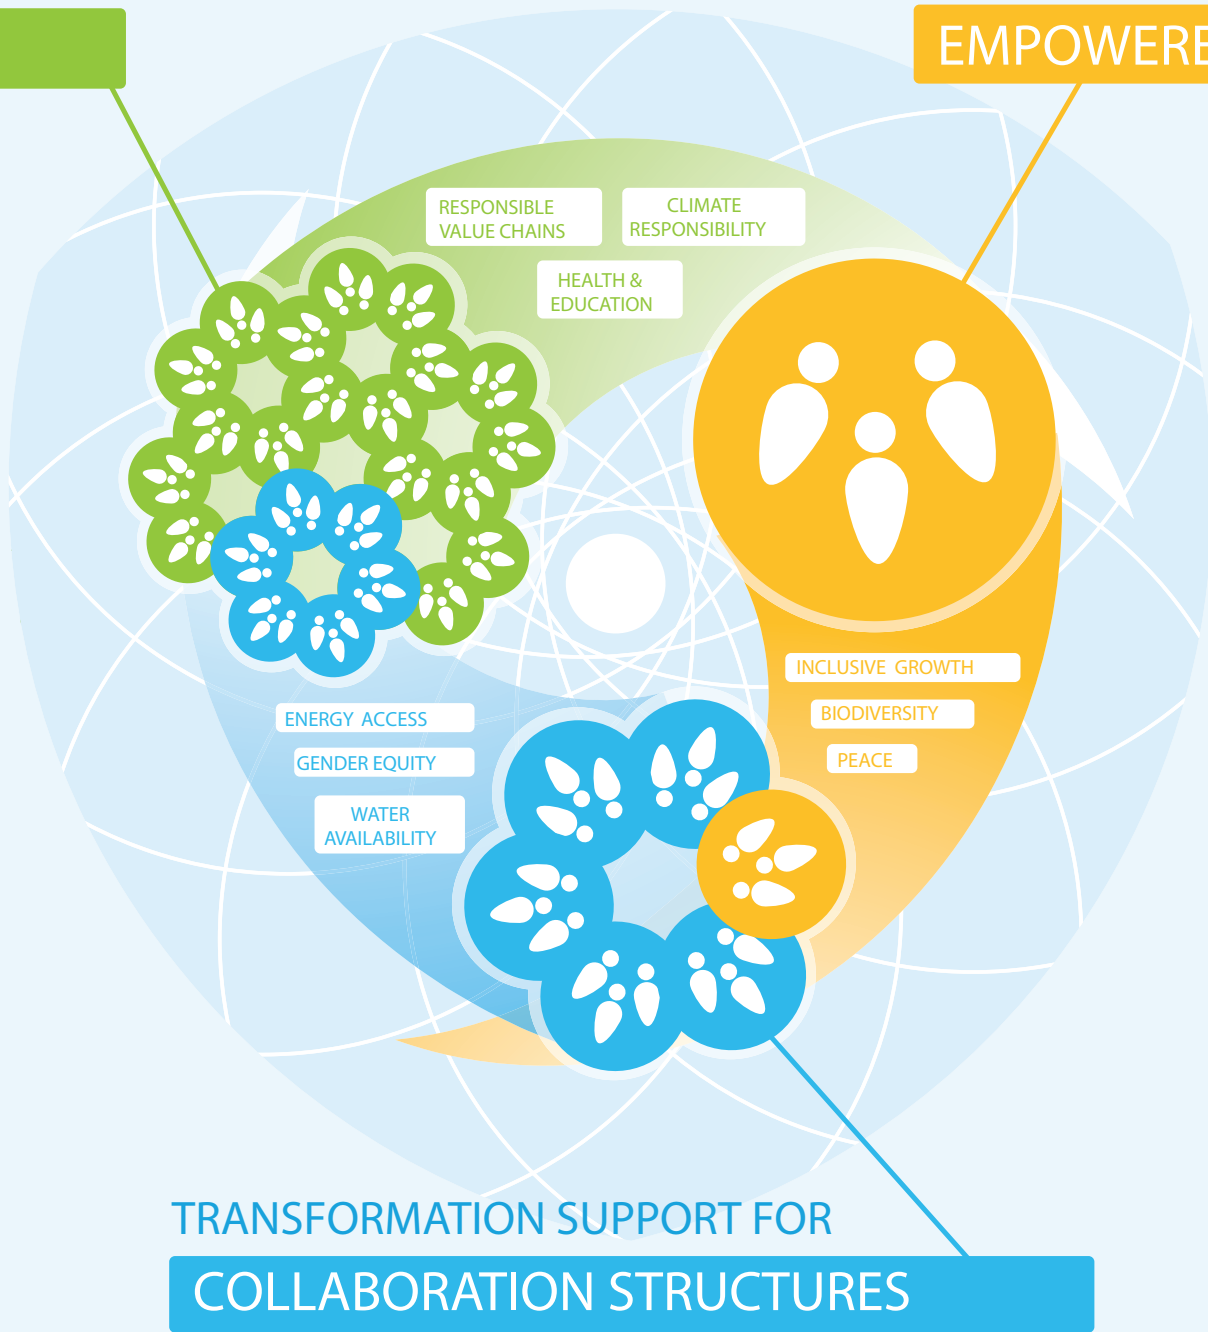 EMPOWERE
RESPONSIBLE
VALUE CHAINS
CLIMATE
RESPONSIBILITY
HEALTH &
EDUCATION
INCLUSIVE GROWTH
BIODIVERSITY
PEACE
ENERGY ACCESS
GENDER EQUITY
WATER
AVAILABILITY
TRANSFORMATION SUPPORT FOR
COLLABORATION STRUCTURES